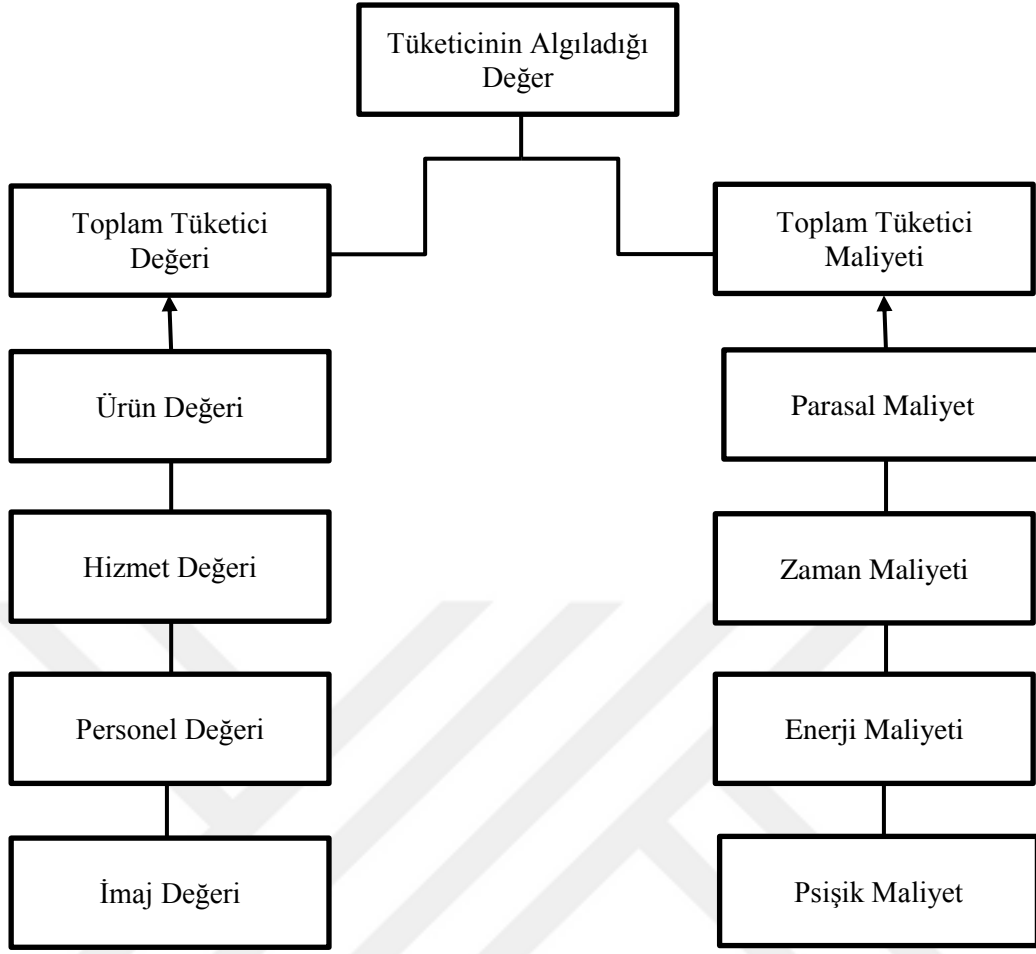 Tüketicinin Algıladığı
Değer
Toplam Tüketici
Değeri
Toplam Tüketici
Maliyeti
Ürün Değeri
Parasal Maliyet
Hizmet Değeri
Zaman Maliyeti
Personel Değeri
Enerji Maliyeti
İmaj Değeri
Psişik Maliyet